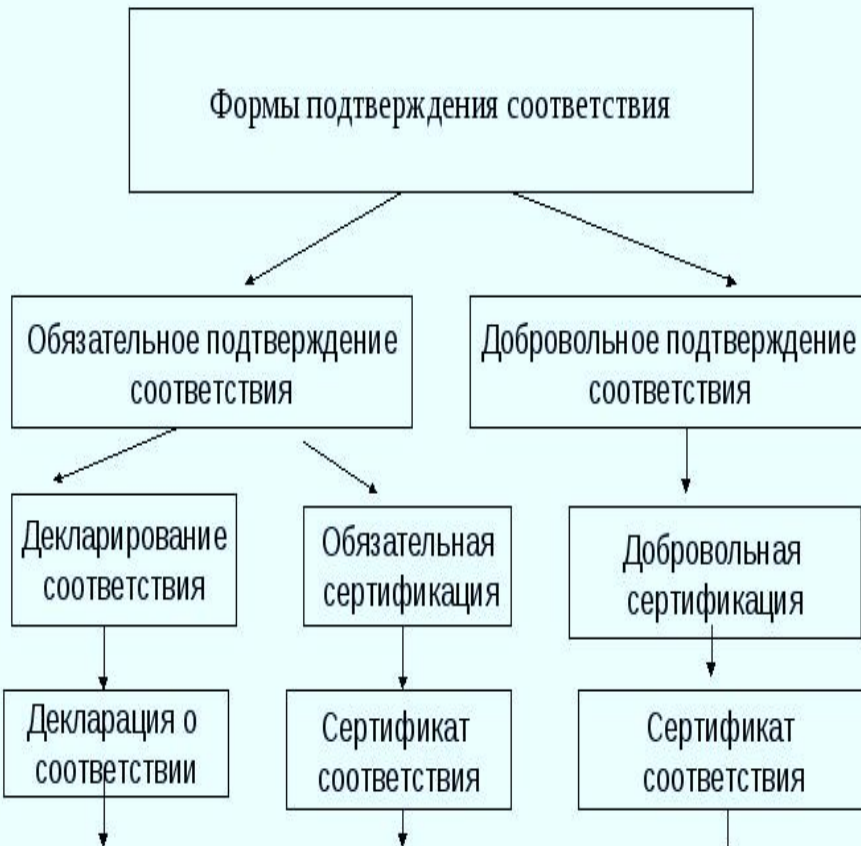 Формы подтверждения соответствия
Обязательное подтверждение
соответствия
Добровольное подтверждение
соответствия
Декларирование
соответствия
Обязательная
сертификация
Добровольная
сертификация
Декларация о
соответствии
Сертификат
соответствия
Сертификат
соответствия